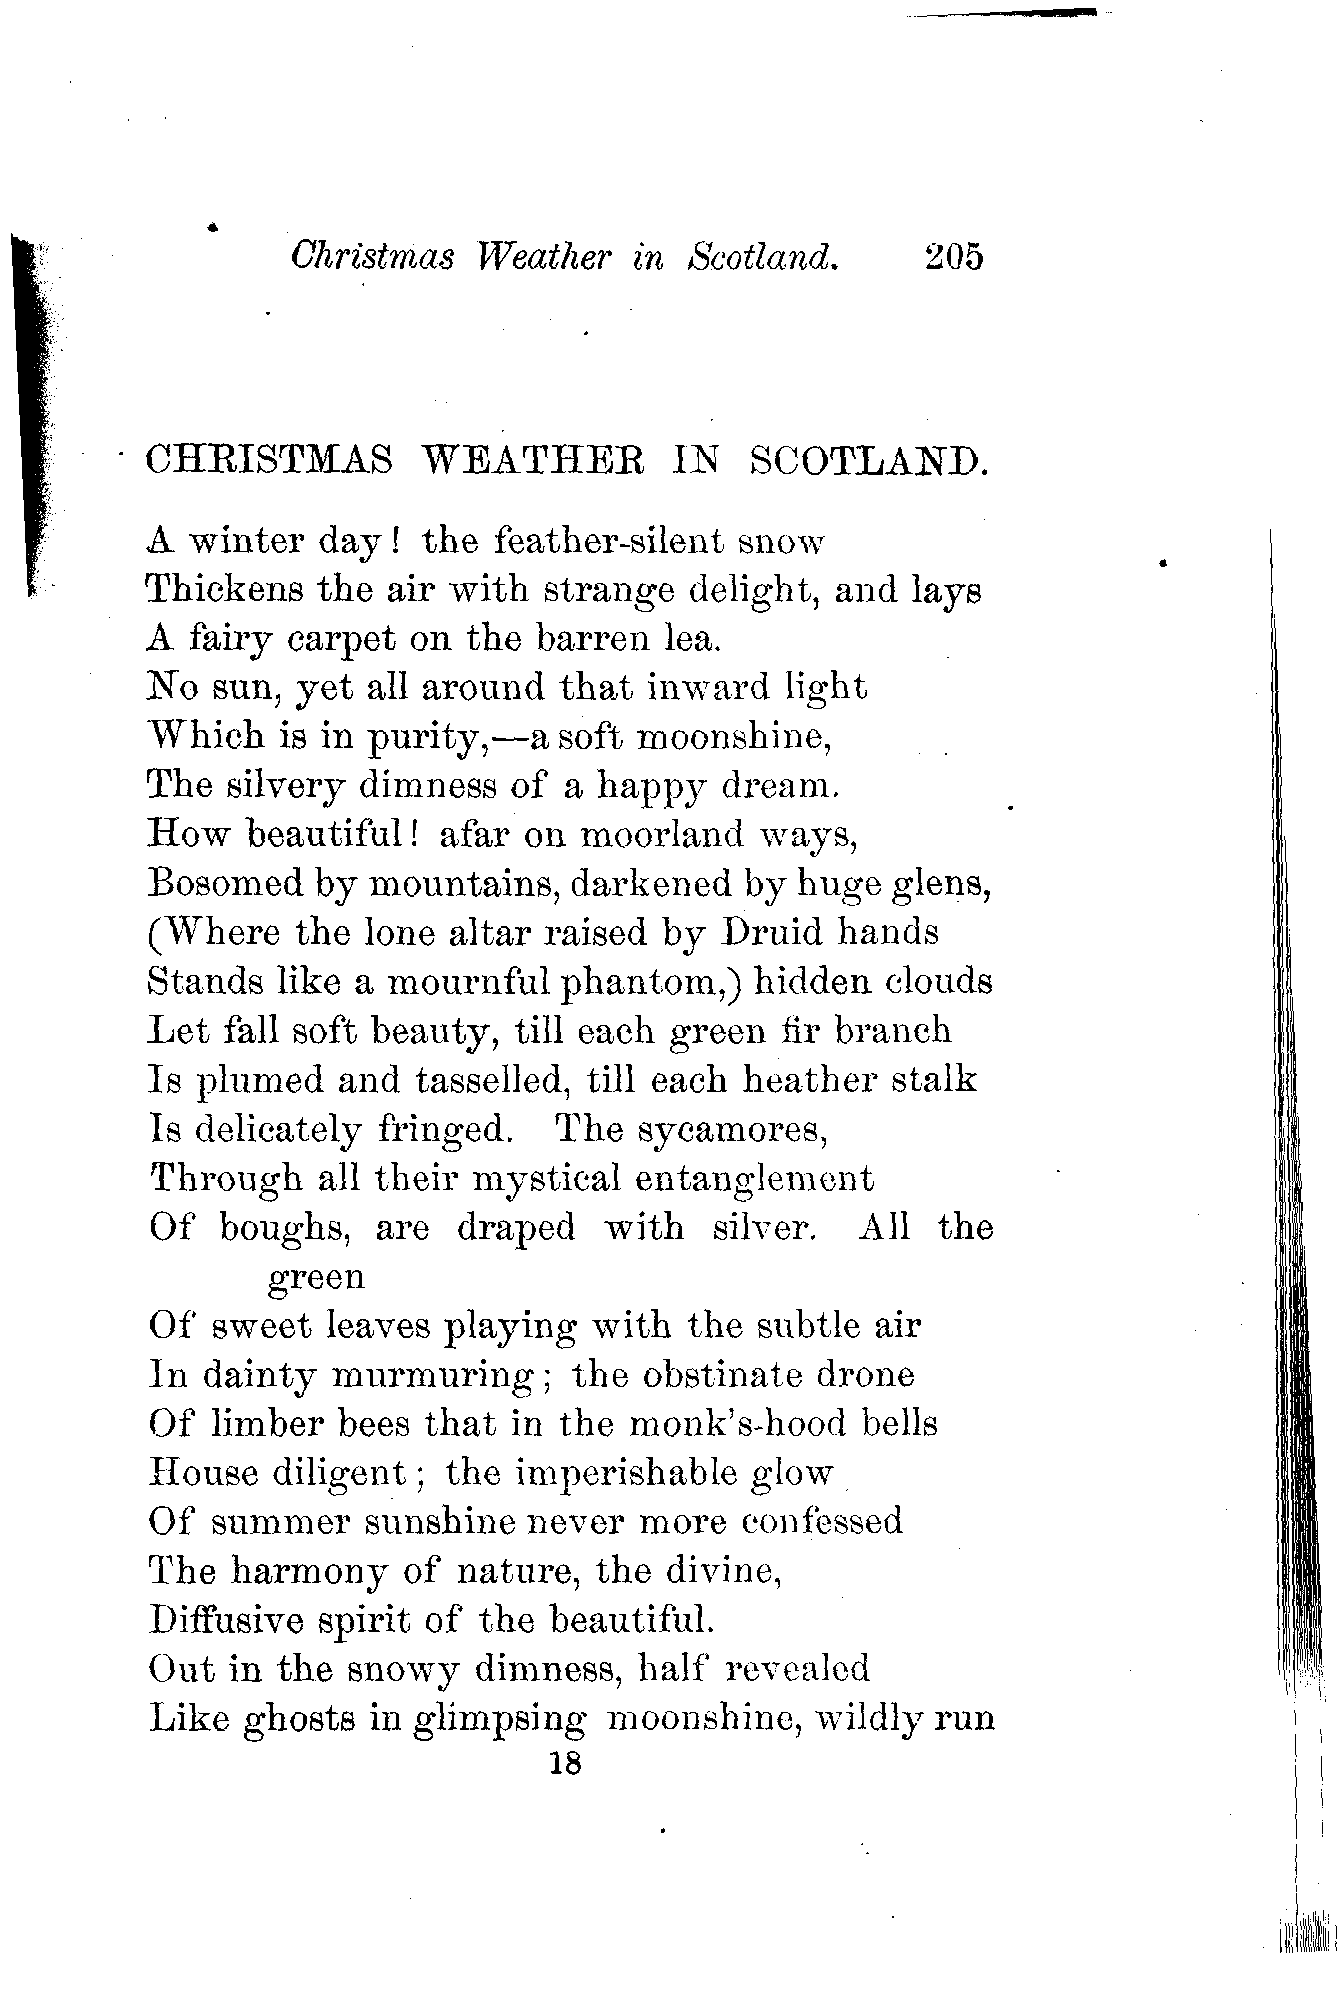 Christmas Weather in Scotland. 205
CHRISTMAS WEATHER IN SCOTLAND.
A winter day! the feather-silent snow
Thickens the air with strange delight, and lays
A fairy carpet on the barren lea.
No sun, yet all around that inward light
Which is in purity,—a soft moonshine,
The silvery dimness of a happy dream.
How beautiful! afar on moorland ways,
Bosomed by mountains, darkened by huge glens,
(Where the lone altar raised by Druid hands
Stands like a mournful phantom,) hidden clouds
Let fall soft beauty, till each green fir branch
Is plumed and tasselled, till each heather stalk
Is delicately fringed. The sycamores,
Through all their mystical entanglement
Of boughs, are draped with silver. All the
green
Of sweet leaves playing with the subtle air
In dainty murmuring; the obstinate drone
Of limber bees that in the monk's-hood bells
House diligent; the imperishable glow
Of summer sunshine never more confessed
The harmony of nature, the divine,
Diffusive spirit of the beautiful.
Out in the snowy dimness, half revealed
Like ghosts in glimpsing moonshine, wildly run
18